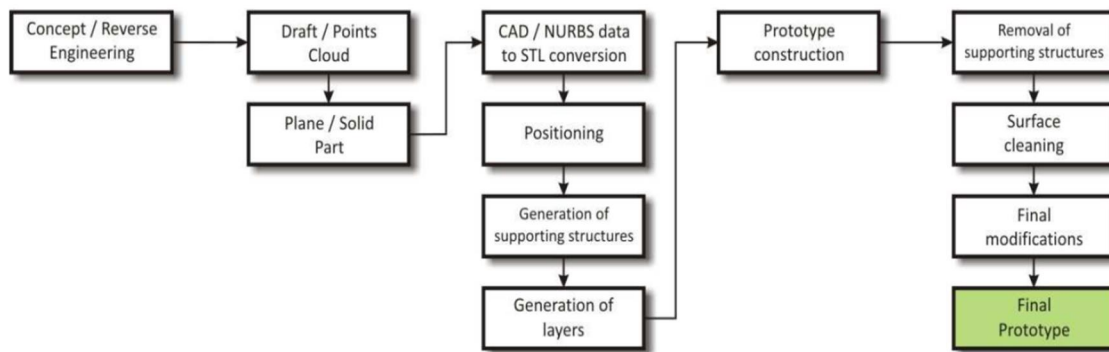 Concept / Reverse
Engineering
Draft / Points
Cloud
Plane / Solid
Part
CAD / NURBS data
to STL conversion
Positioning
Generation of
supporting structures
Generation of
layers
Prototype
construction
Removal of
supporting structures
Surface
cleaning
Final
modifications
Final
Prototype